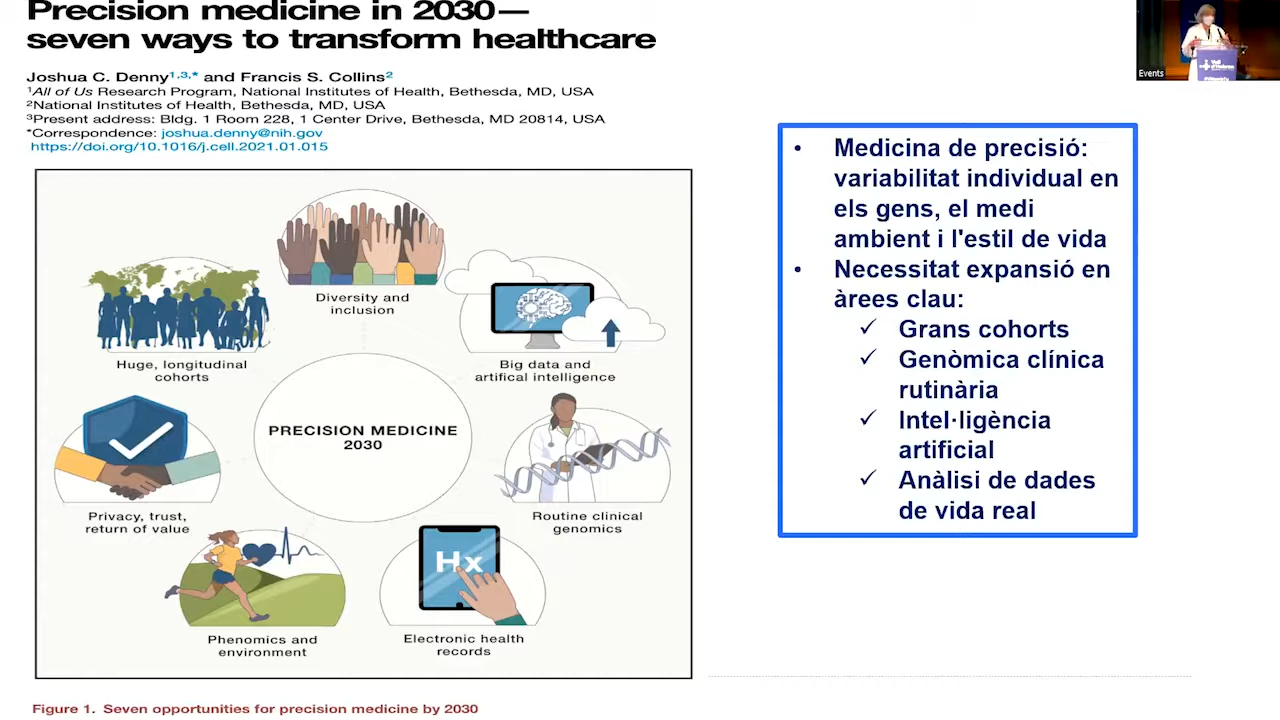 Precision medicine in 2030—
seven ways to transform healthcare
Joshua C. Denny1,3,* and Francis S. Collins2
1All of Us Research Program, National Institutes of Health, Bethesda, MD, USA
2National Institutes of Health, Bethesda, MD, USA
3Present address: Bldg. 1 Room 228, 1 Center Drive, Bethesda, MD 20814, USA
*Correspondence: joshua.denny@nih.gov
https://doi.org/10.1016/j.cell.2021.01.015
Diversity and
inclusion
Huge, longitudinal
cohorts
Big data and
artifical intelligence
PRECISION MEDICINE
2030
Privacy, trust,
return of value
Routine clinical
genomics
Hx
Phenomics and
environment
Electronic health
records
Figure 1. Seven opportunities for precision medicine by 2030
Events
Vall
d'Hebron
• Medicina de precisió:
variabilitat individual en
els gens, el medi
ambient i l'estil de vida
• Necessitat expansió en
àrees clau:
✓ Grans cohorts
✓ Genòmica clínica
rutinària
✓ Intel·ligència
artificial
✓ Anàlisi de dades
de vida real